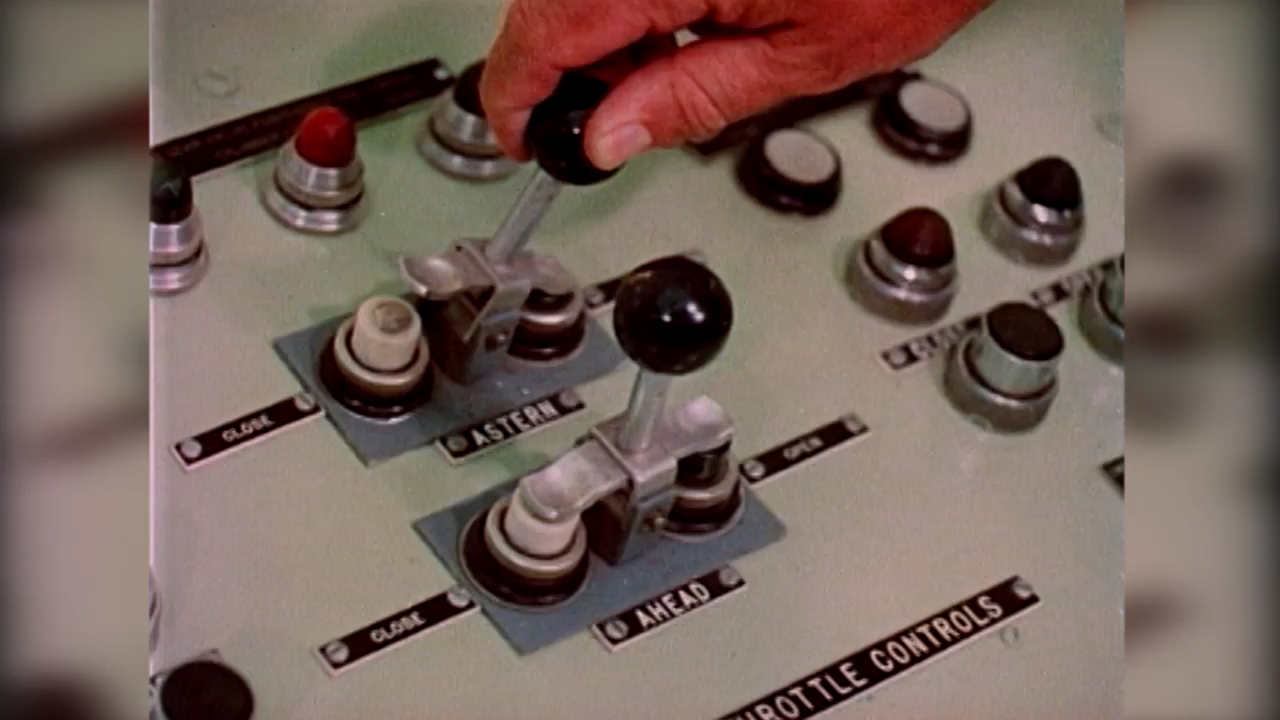 CLOSE
ASTERN
OPEN
CLOSE
AHEAD
THROTTLE CONTROLS